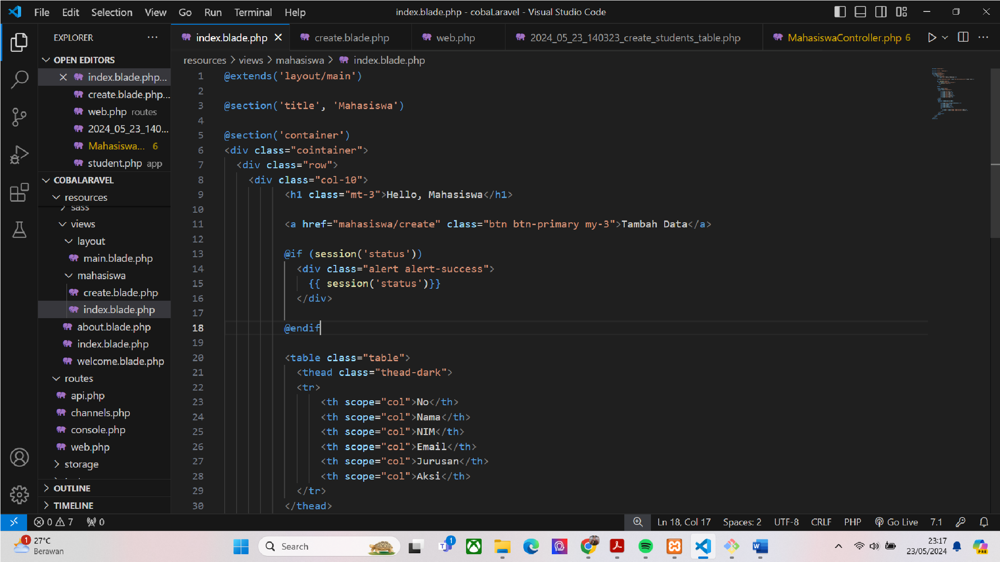 File Edit Selection View Go Run Terminal Help index.blade.php - cobaLaravel - Visual Studio Code
EXPLORER
index.blade.php create.blade.php web.php 2024_05_23_140323_create_students_table.php MahasiswaController.php 6
OPEN EDITORS
index.blade.php...
create.blade.php...
web.php routes
2024_05_23_140...
Mahasiswa... 6
student.php app
COBALARAVEL
resources
sass
views
layout
main.blade.php
mahasiswa
create.blade.php
index.blade.php
about.blade.php
index.blade.php
welcome.blade.php
routes
api.php
channels.php
console.php
web.php
storage
OUTLINE
TIMELINE
resources > views > mahasiswa > index.blade.php
1 @extends('layout/main')
2
3 @section('title', 'Mahasiswa')
4
5 @section('container')
6 <div class="cointainer">
7 <div class="row">
8 <div class="col-10">
9 <h1 class="mt-3">Hello, Mahasiswa</h1>
10
11 <a href="mahasiswa/create" class="btn btn-primary my-3">Tambah Data</a>
12
13 @if (session('status'))
14 <div class="alert alert-success">
15 {{ session('status')}}
16 </div>
17
18 @endif
19
20 <table class="table">
21 <thead class="thead-dark">
22 <tr>
23 <th scope="col">No</th>
24 <th scope="col">Nama</th>
25 <th scope="col">NIM</th>
26 <th scope="col">Email</th>
27 <th scope="col">Jurusan</th>
28 <th scope="col">Aksi</th>
29 </tr>
30 </thead>
0 7 0 Ln 18, Col 17 Spaces: 2 UTF-8 CRLF PHP Go Live 7.1
1 27°C
Berawan
Search
1
PRE
23:17
23/05/2024